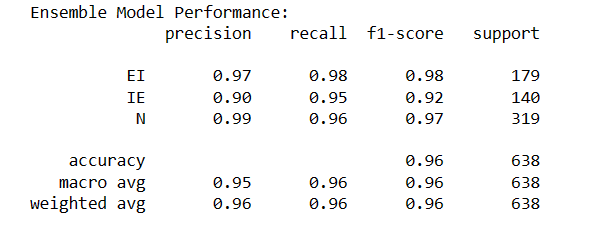 Ensemble Model Performance:
precision recall f1-score support
EI 0.97 0.98 0.98 179
IE 0.90 0.95 0.92 140
N 0.99 0.96 0.97 319
accuracy 0.96 638
macro avg 0.95 0.96 0.96 638
weighted avg 0.96 0.96 0.96 638